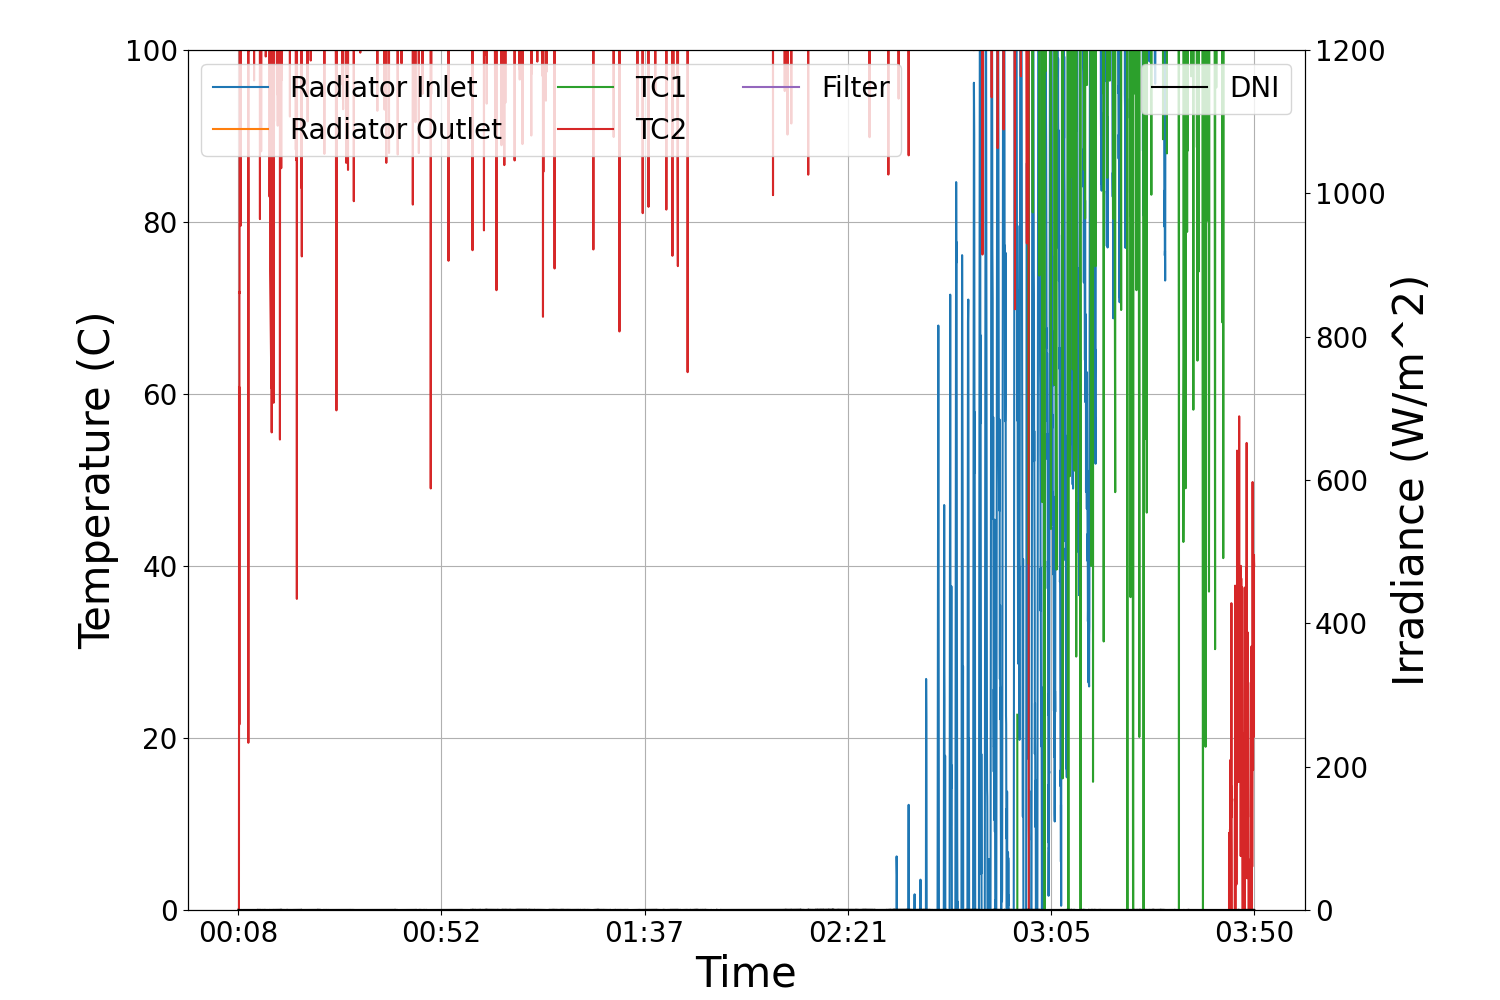 100
80
60
40
20
0
Temperature (C)
Radiator Inlet
Radiator Outlet
TC1
TC2
Filter
DNI
1200
1000
800
600
400
200
0
Irradiance (W/m^2)
00:08
00:52
01:37
02:21
03:05
03:50
Time